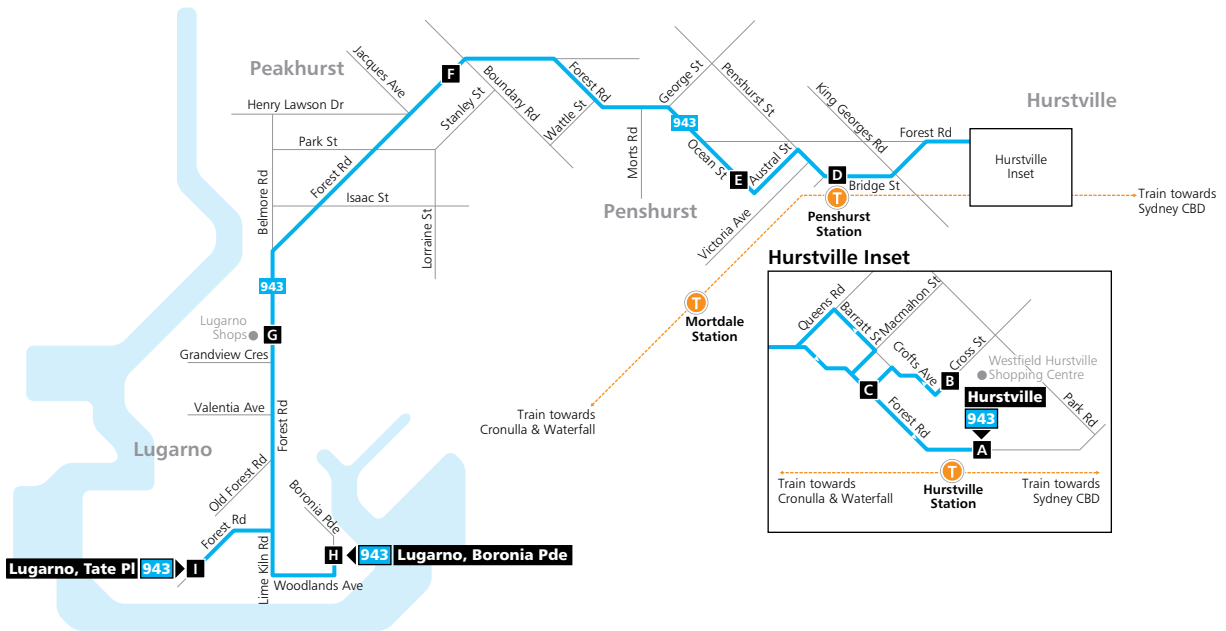 Peakhurst
Jacques Ave
F
Boundary Rd
Stanley St
Forest Rd
Wattle St
George St
Penshurst St
King Georges Rd
Hurstville
Henry Lawson Dr
Park St
Forest Rd
Isaac St
Belmore Rd
Lorraine St
Morts Rd
943
Ocean St
E
Austral St
D
Bridge St
Forest Rd
Hurstville
Inset
Penshurst
T
Penshurst
Station
Victoria Ave
Train towards
Sydney CBD
943
Lugarno
Shops
G
Grandview Cres
Valentia Ave
Forest Rd
Lugarno
Old Forest Rd
Forest Rd
Lime Kiln Rd
Boronia Pde
Woodlands Ave
Lugarno, Tate Pl
943
I
H
943
Lugarno, Boronia Pde
T
Mortdale
Station
Train towards
Cronulla & Waterfall
Hurstville Inset
Queens Rd
Barratt St
Macmahon St
Crofts Ave
Cross St
B
C
Westfield Hurstville
Shopping Centre
Hurstville
943
A
Park Rd
Forest Rd
T
Hurstville
Station
Train towards
Cronulla & Waterfall
Train towards
Sydney CBD